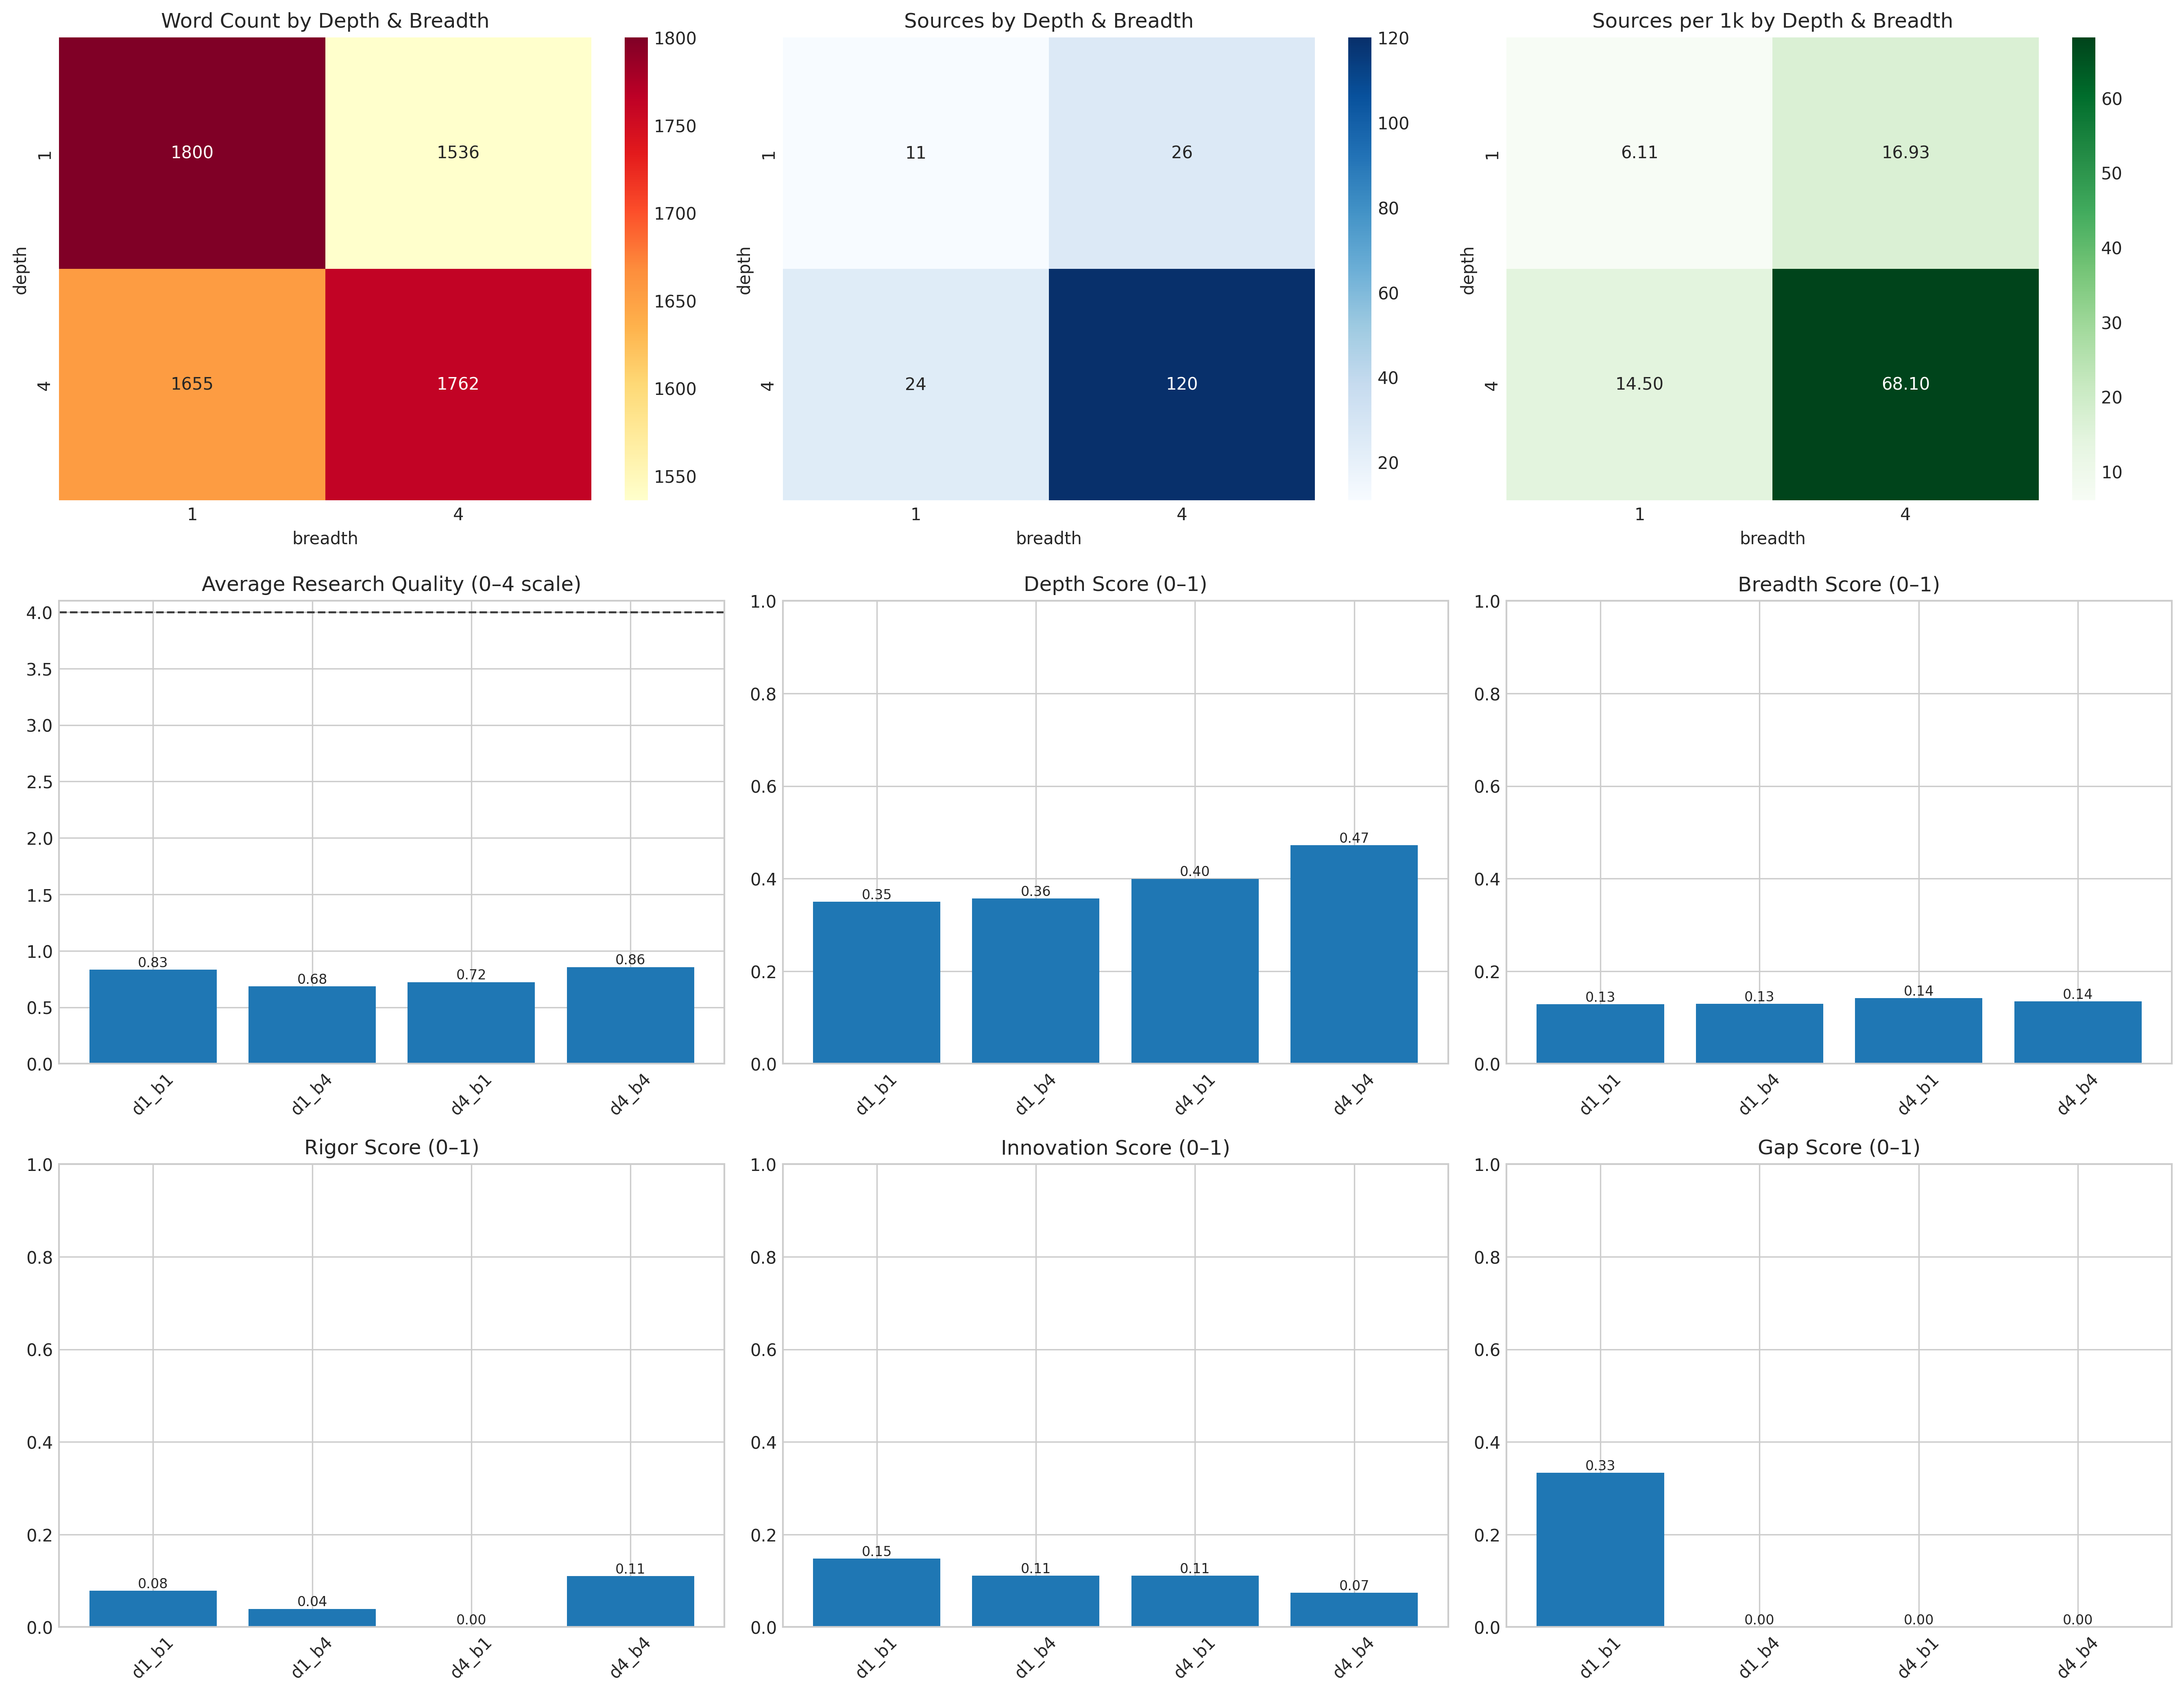 Word Count by Depth & Breadth
1800
1536
1655
1762
1
4
depth
1
4
breadth
1800
1750
1700
1650
1600
1550
Sources by Depth & Breadth
11
26
24
120
1
4
depth
1
4
breadth
120
100
80
60
40
20
Sources per 1k by Depth & Breadth
6.11
16.93
14.50
68.10
1
4
depth
1
4
breadth
60
50
40
30
20
10
Average Research Quality (0–4 scale)
4.0
3.5
3.0
2.5
2.0
1.5
1.0
0.5
0.0
0.83
0.68
0.72
0.86
d1_b1
d1_b4
d4_b1
d4_b4
Depth Score (0–1)
1.0
0.8
0.6
0.4
0.2
0.0
0.35
0.36
0.40
0.47
d1_b1
d1_b4
d4_b1
d4_b4
Breadth Score (0–1)
1.0
0.8
0.6
0.4
0.2
0.0
0.13
0.13
0.14
0.14
d1_b1
d1_b4
d4_b1
d4_b4
Rigor Score (0–1)
1.0
0.8
0.6
0.4
0.2
0.0
0.08
0.04
0.00
0.11
d1_b1
d1_b4
d4_b1
d4_b4
Innovation Score (0–1)
1.0
0.8
0.6
0.4
0.2
0.0
0.15
0.11
0.11
0.07
d1_b1
d1_b4
d4_b1
d4_b4
Gap Score (0–1)
1.0
0.8
0.6
0.4
0.2
0.0
0.33
0.00
0.00
0.00
d1_b1
d1_b4
d4_b1
d4_b4